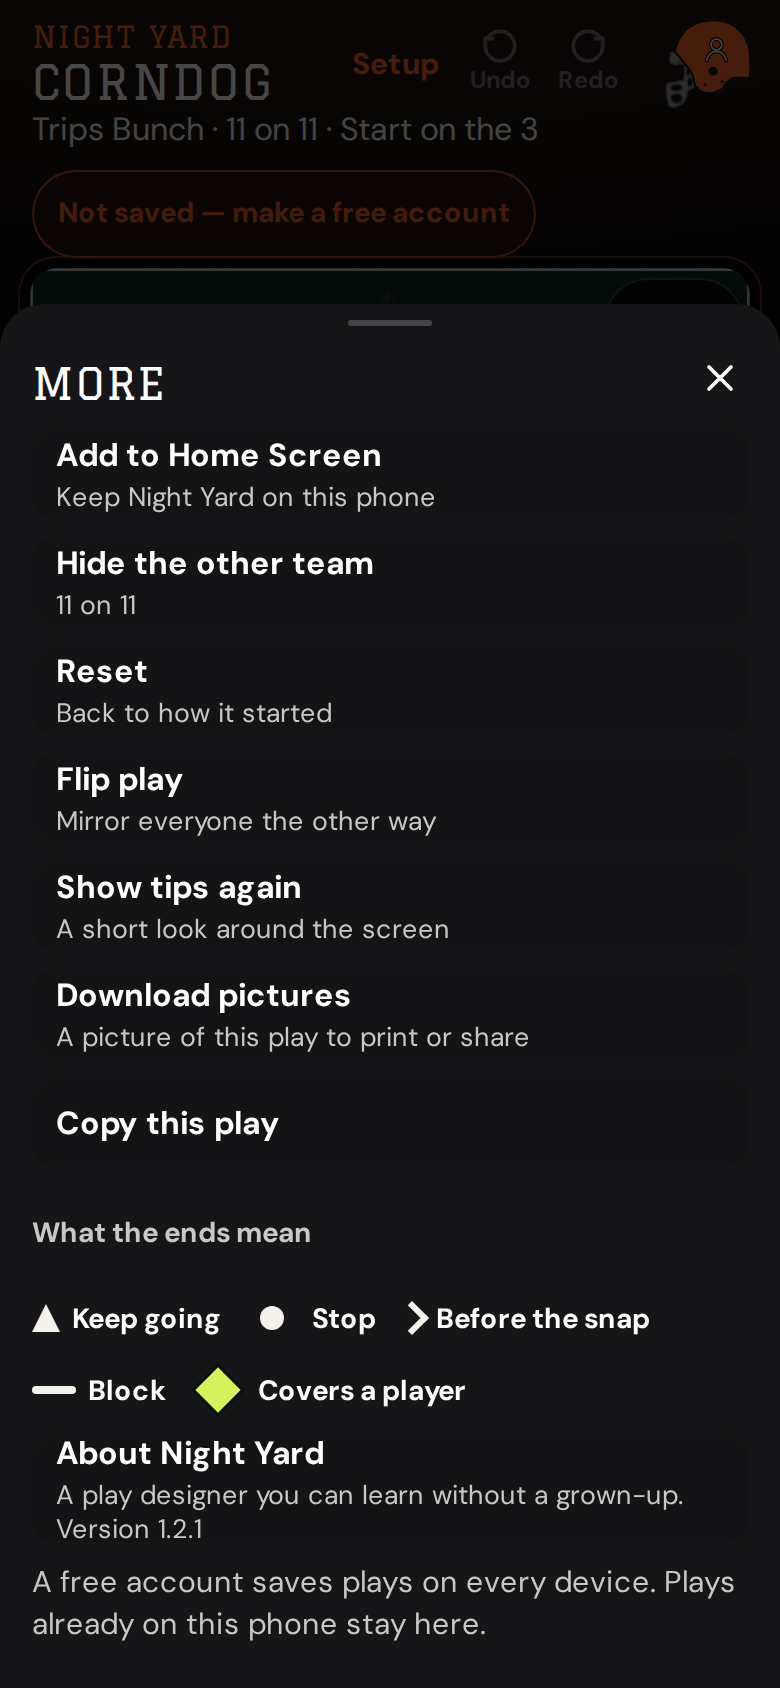 NIGHT YARD
CORNDOG
Setup
Undo
Redo
Trips Bunch · 11 on 11 · Start on the 3
Not saved — make a free account
MORE
Add to Home Screen
Keep Night Yard on this phone
Hide the other team
11 on 11
Reset
Back to how it started
Flip play
Mirror everyone the other way
Show tips again
A short look around the screen
Download pictures
A picture of this play to print or share
Copy this play
What the ends mean
Keep going
Stop
Before the snap
Block
Covers a player
About Night Yard
A play designer you can learn without a grown-up.
Version 1.2.1
A free account saves plays on every device. Plays
already on this phone stay here.